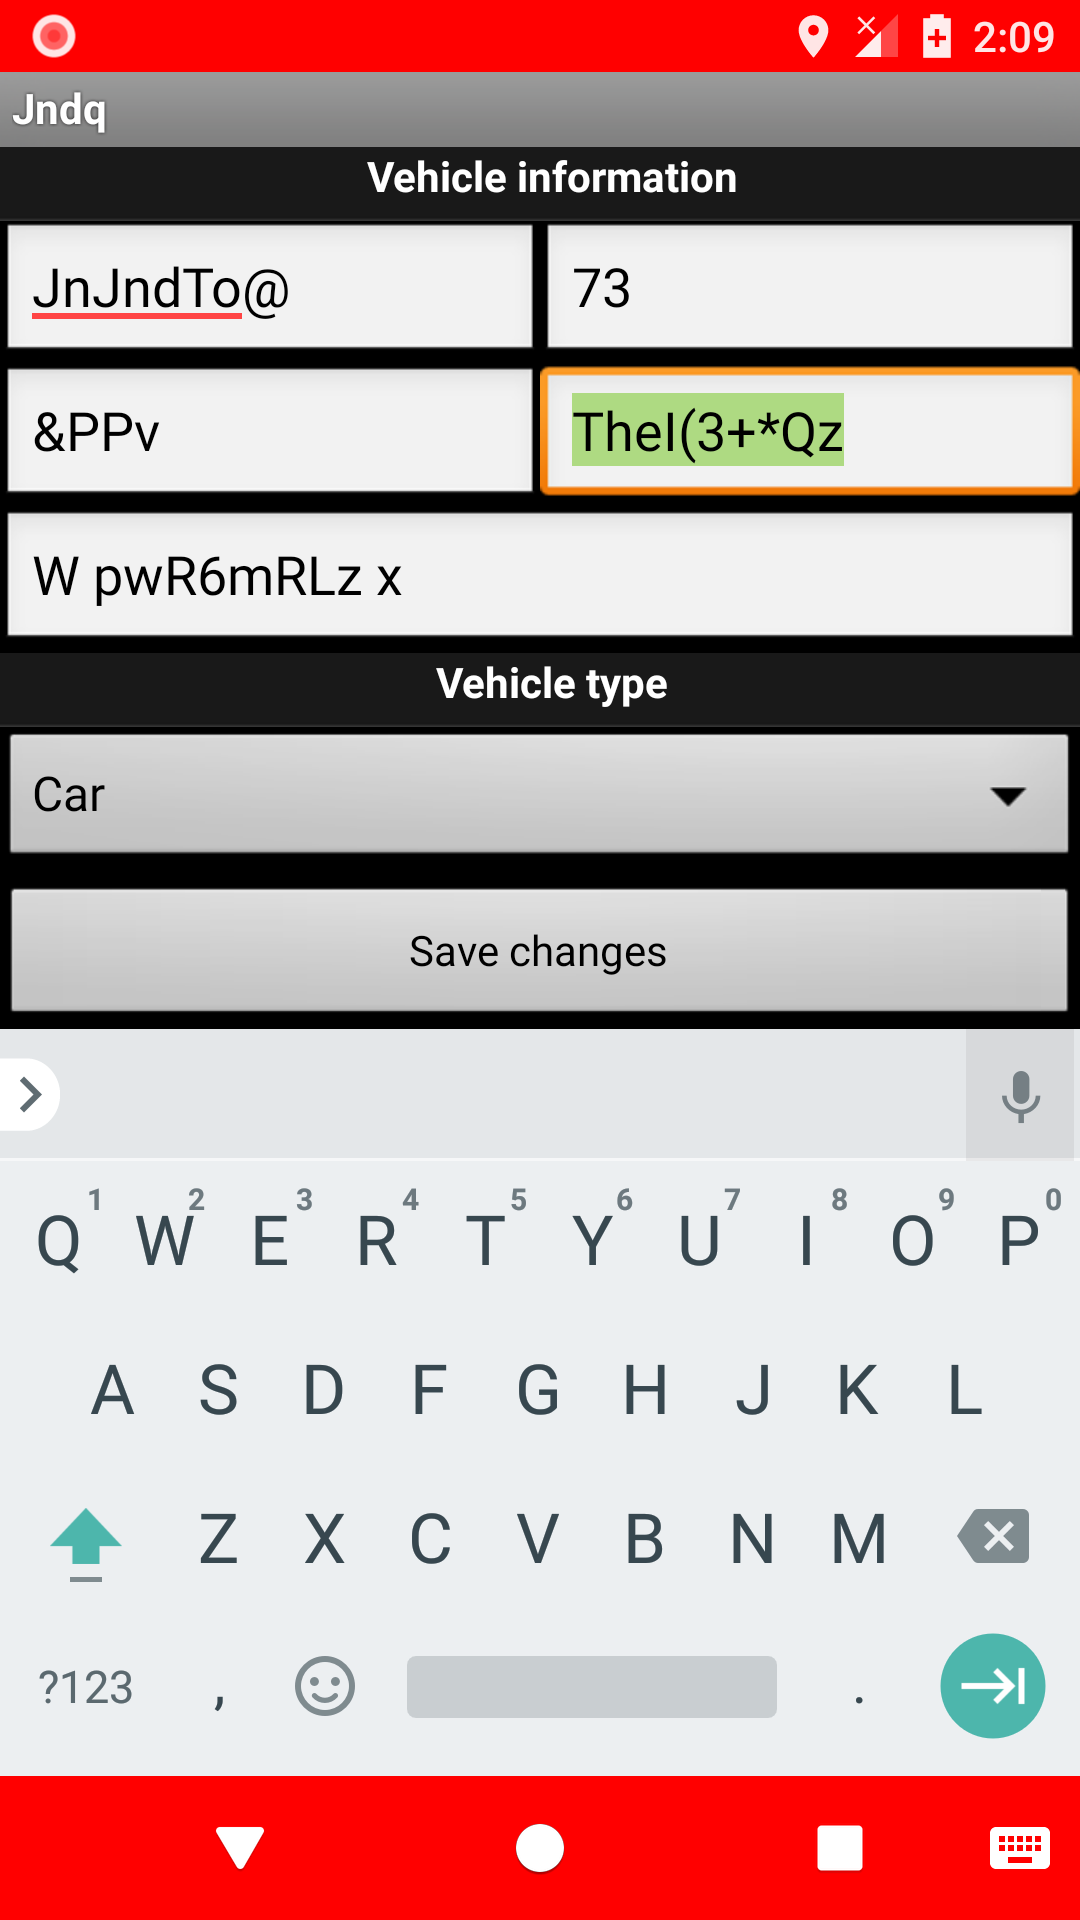 2:09
Jndq
Vehicle information
JnJndTo@ 73
&PPv TheI(3+*Qz
W pwR6mRLz x
Vehicle type
Car
Save changes
1 2 3 4 5 6 7 8 9 0
Q W E R T Y U I O P
A S D F G H J K L
Z X C V B N M
?123 , .